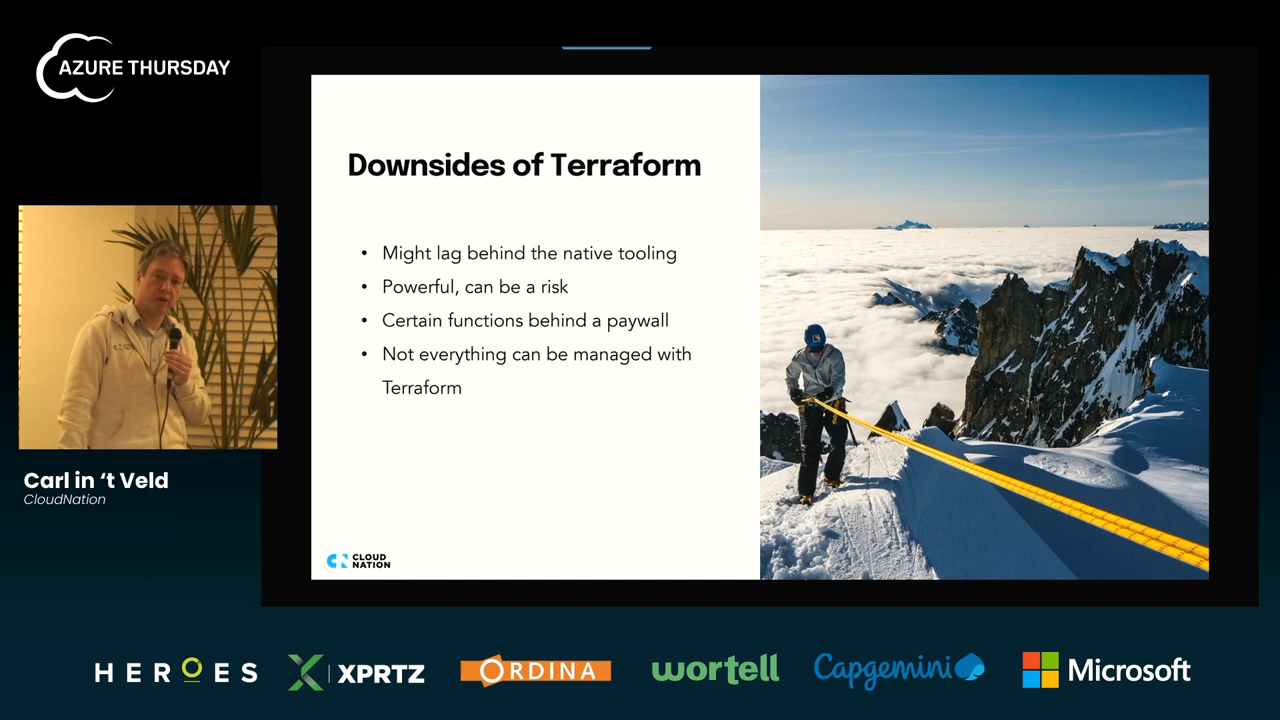 AZURE THURSDAY
Downsides of Terraform
• Might lag behind the native tooling
• Powerful, can be a risk
• Certain functions behind a paywall
• Not everything can be managed with
Terraform
CLOUD
NATION
Carl in ‘t Veld
CloudNation
HEROES
XPRTZ
ORDINA
wortell
Capgemini
Microsoft